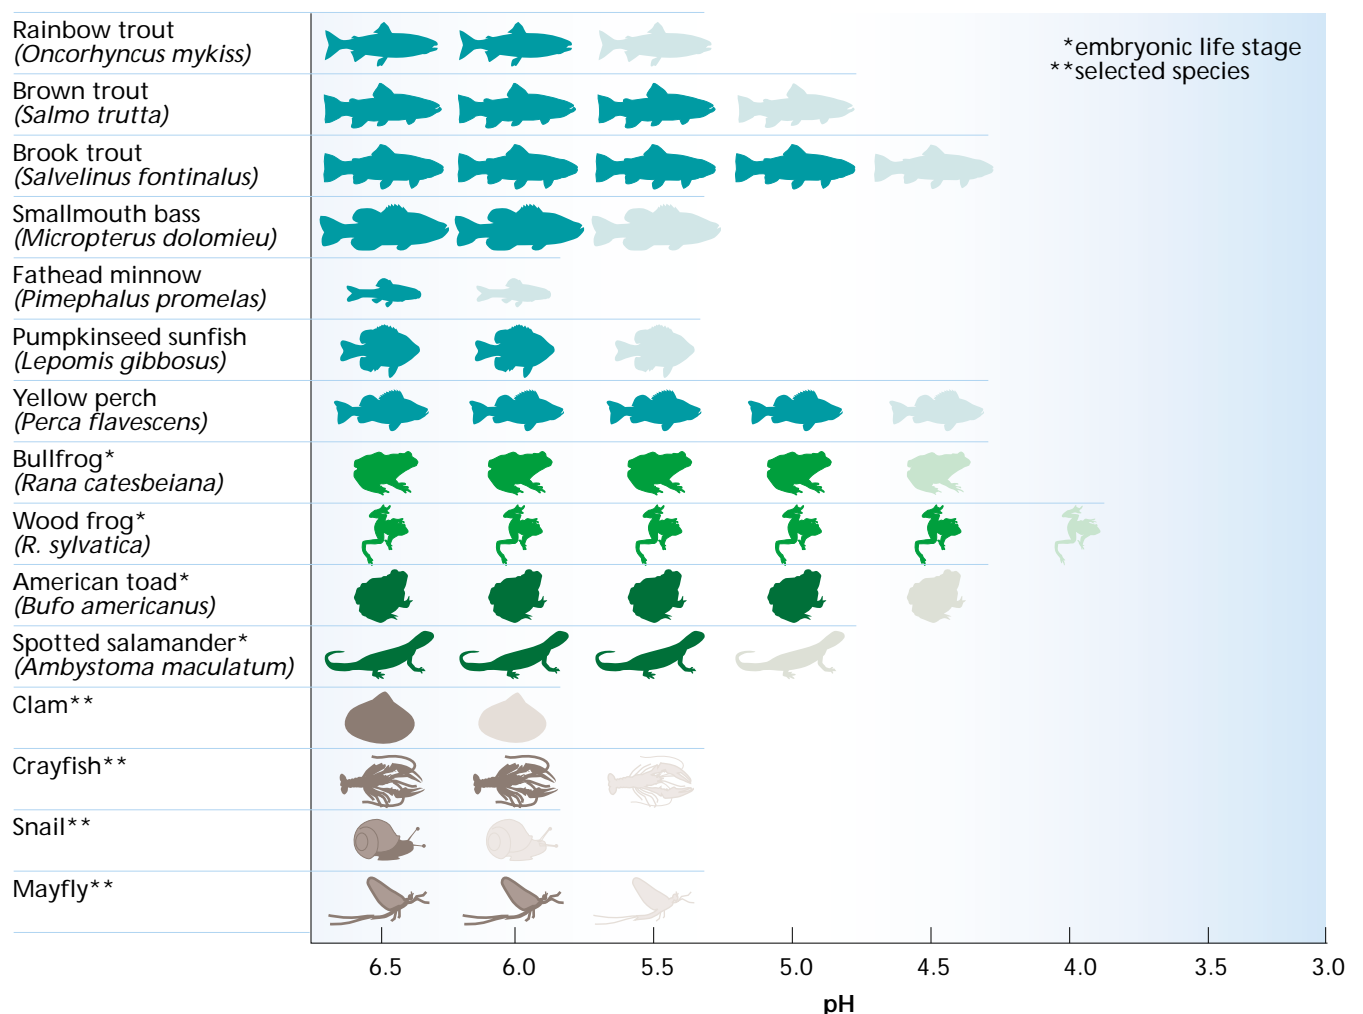 Rainbow trout
(Oncorhyncus mykiss)
*embryonic life stage
**selected species
Brown trout
(Salmo trutta)
Brook trout
(Salvelinus fontinalus)
Smallmouth bass
(Micropterus dolomieu)
Fathead minnow
(Pimephalus promelas)
Pumpkinseed sunfish
(Lepomis gibbosus)
Yellow perch
(Perca flavescens)
Bullfrog*
(Rana catesbeiana)
Wood frog*
(R. sylvatica)
American toad*
(Bufo americanus)
Spotted salamander*
(Ambystoma maculatum)
Clam**
Crayfish**
Snail**
Mayfly**
6.5 6.0 5.5 5.0 4.5 4.0 3.5 3.0
pH